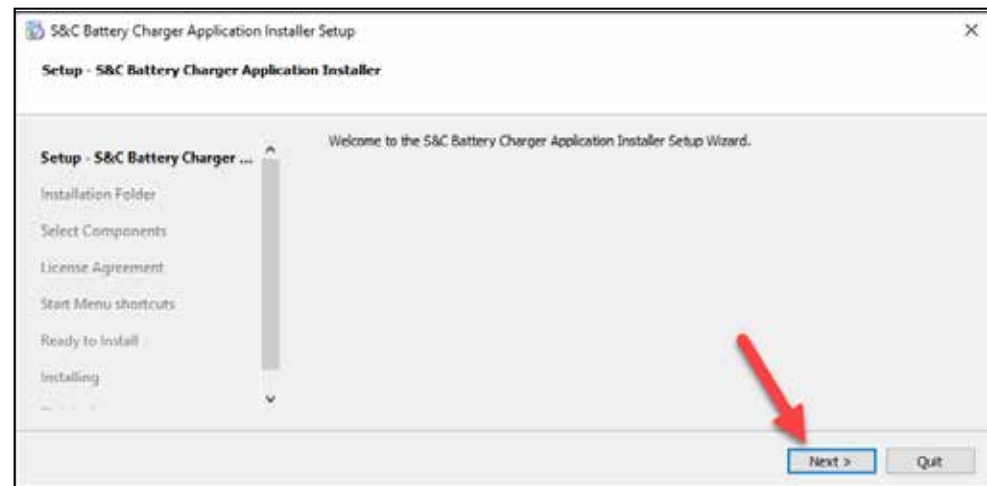 S&C Battery Charger Application Installer Setup
Setup - S&C Battery Charger Application Installer
Setup - S&C Battery Charger ...
Welcome to the S&C Battery Charger Application Installer Setup Wizard.
Installation Folder
Select Components
License Agreement
Start Menu shortcuts
Ready to Install
Installing
Next >
Quit